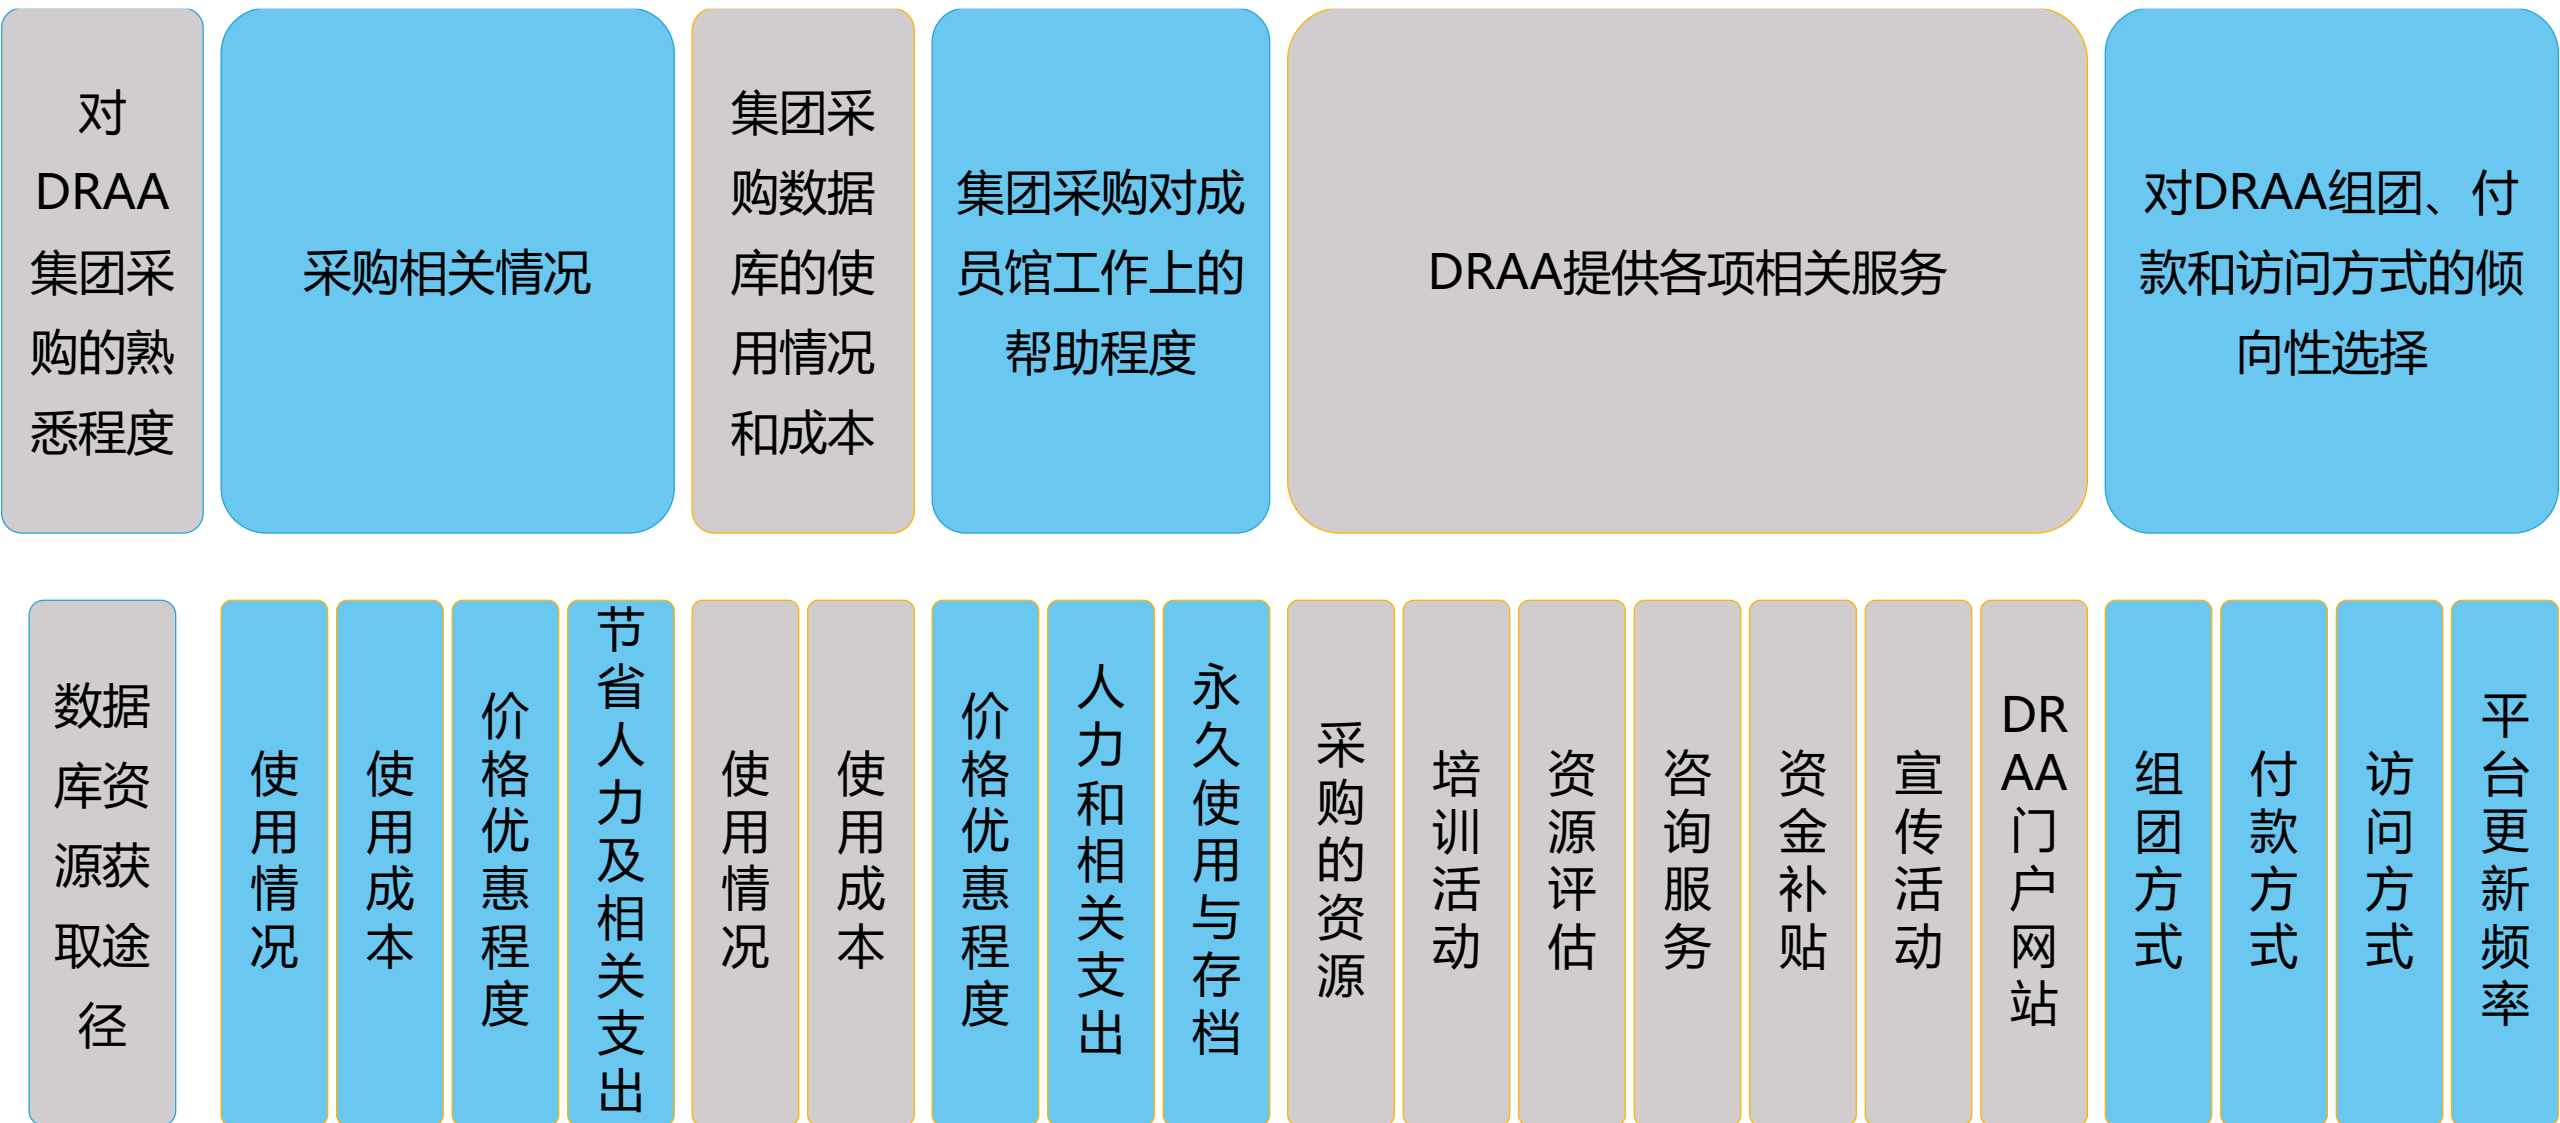 对
DRAA
集团采
购的熟
悉程度
采购相关情况
集团采
购数据
库的使
用情况
和成本
集团采购对成
员馆工作上的
帮助程度
DRAA提供各项相关服务
对DRAA组团、付
款和访问方式的倾
向性选择
数据
库资
源获
取途
径
使用情况
使用成本
价格优惠程度
节省人力及相关支出
使用情况
使用成本
价格优惠程度
人力和相关支出
永久使用与存档
采购的资源
培训活动
资源评估
咨询服务
资金补贴
宣传活动
DRAA门户网站
组团方式
付款方式
访问方式
平台更新频率